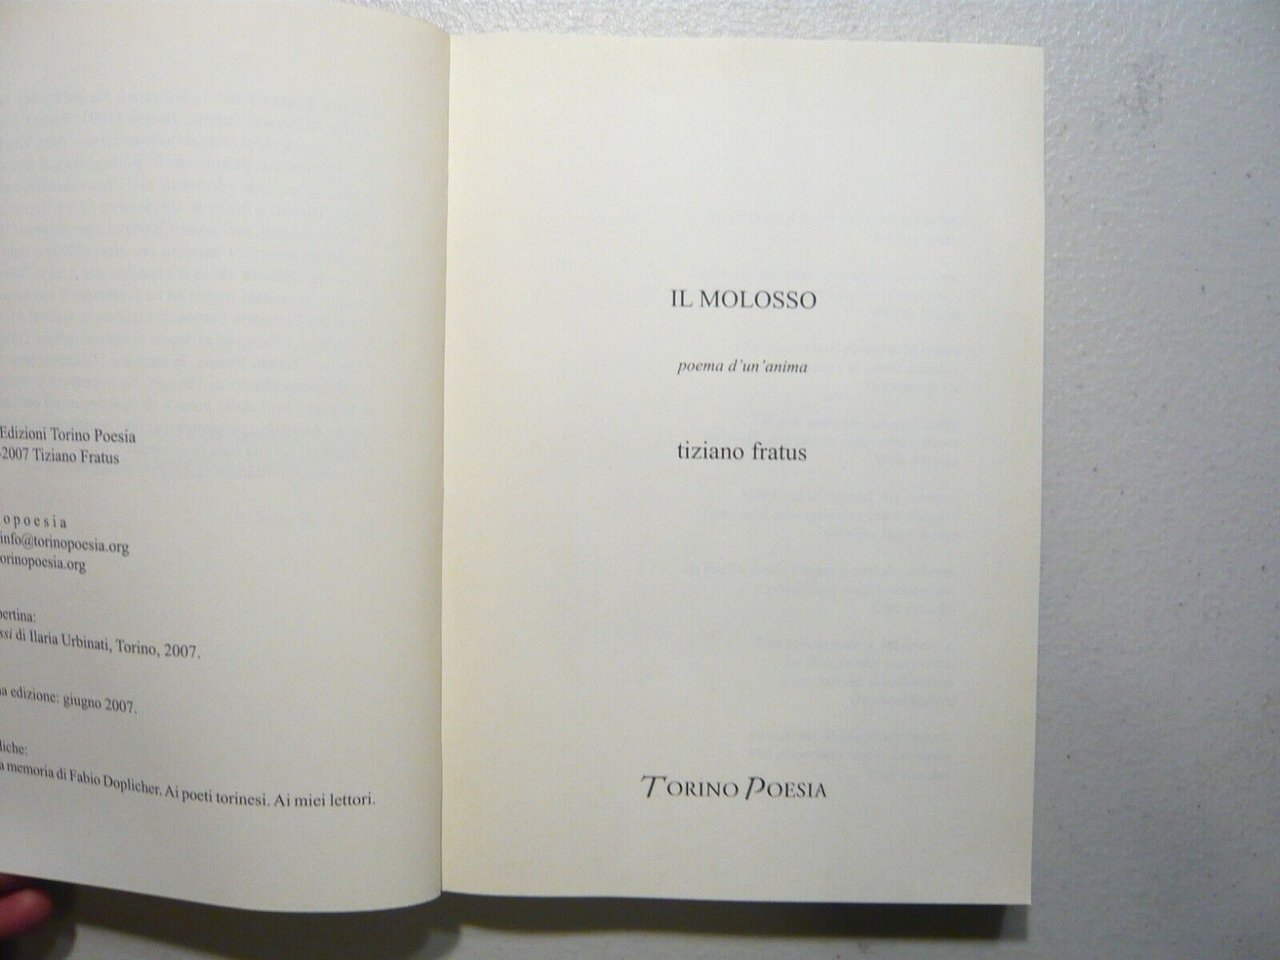 Edizioni Torino Poesia
2007 Tiziano Fratus
opoesia
info@torinopoesia.org
orinopoesia.org
pertina:
ssi di Ilaria Urbinati, Torino, 2007.
a edizione: giugno 2007.
liche:
a memoria di Fabio Doplicher. Ai poeti torinesi. Ai miei lettori.
IL MOLOSSO
poema d'un'anima
tiziano fratus
TORINO POESIA